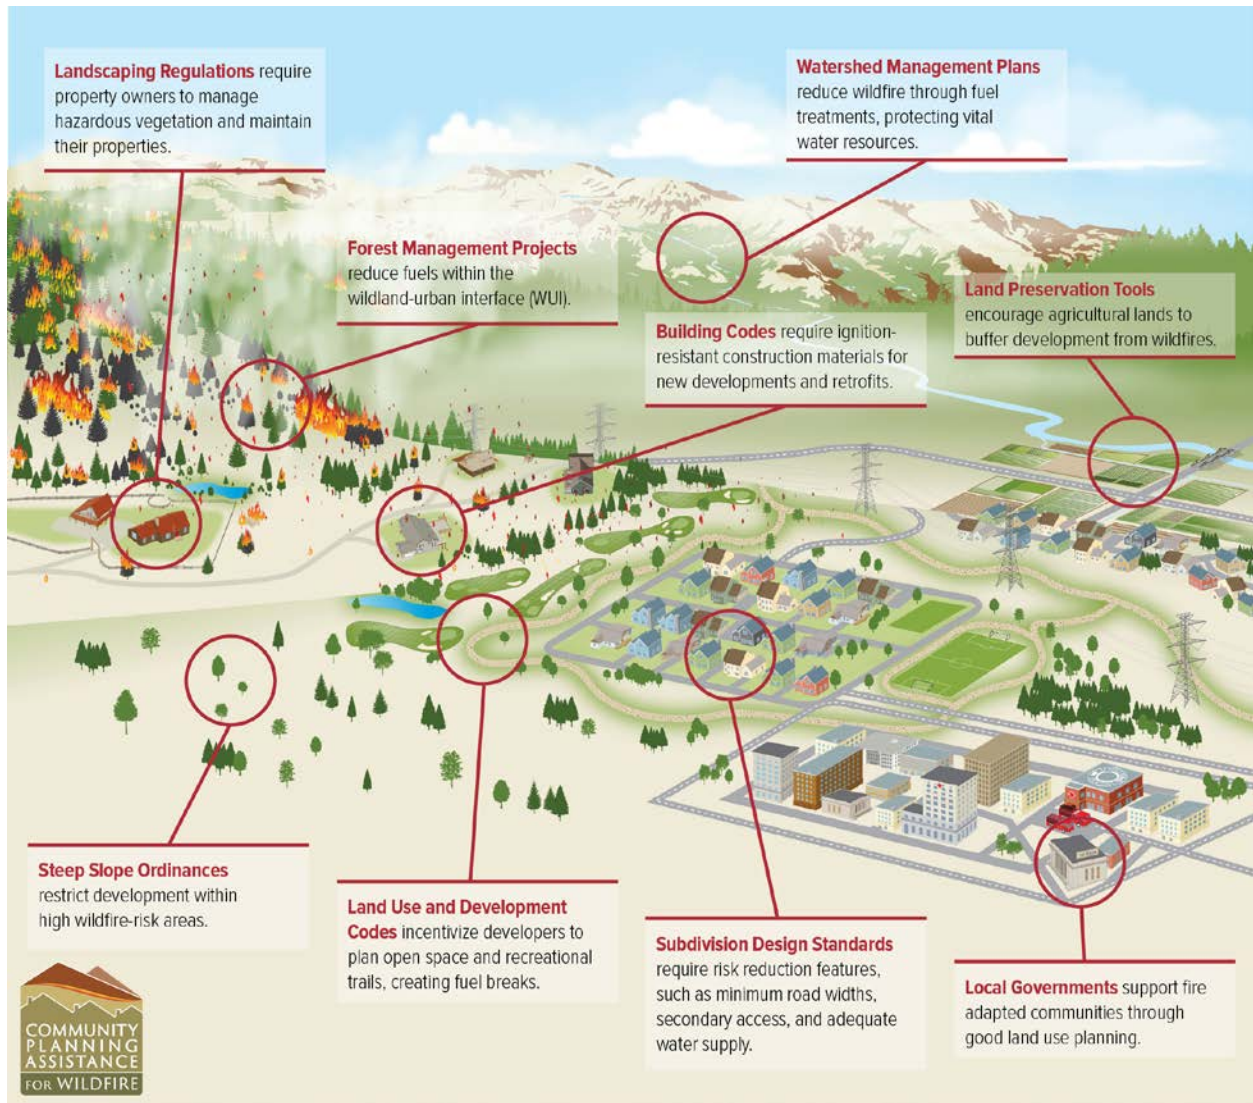 Landscaping Regulations require
property owners to manage
hazardous vegetation and maintain
their properties.
Watershed Management Plans
reduce wildfire through fuel
treatments, protecting vital
water resources.
Forest Management Projects
reduce fuels within the
wildland-urban interface (WUI).
Building Codes require ignition-
resistant construction materials for
new developments and retrofits.
Land Preservation Tools
encourage agricultural lands to
buffer development from wildfires.
Steep Slope Ordinances
restrict development within
high wildfire-risk areas.
Land Use and Development
Codes incentivize developers to
plan open space and recreational
trails, creating fuel breaks.
Subdivision Design Standards
require risk reduction features,
such as minimum road widths,
secondary access, and adequate
water supply.
Local Governments support fire
adapted communities through
good land use planning.
COMMUNITY
PLANNING
ASSISTANCE
FOR WILDFIRE